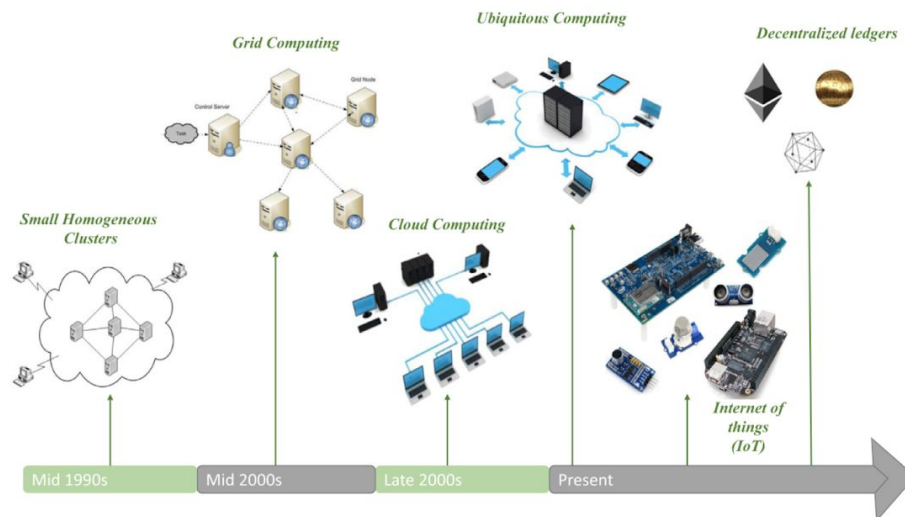 Grid Computing
Control Server
Grid Node
Task
Ubiquitous Computing
Decentralized ledgers
Small Homogeneous
Clusters
Cloud Computing
Internet of
things
(IoT)
Mid 1990s
Mid 2000s
Late 2000s
Present